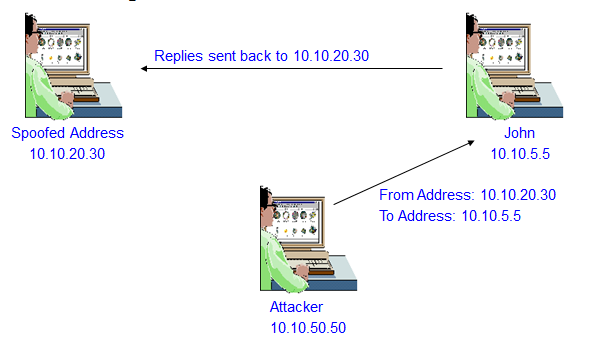 Replies sent back to 10.10.20.30
Spoofed Address
10.10.20.30
John
10.10.5.5
From Address: 10.10.20.30
To Address: 10.10.5.5
Attacker
10.10.50.50